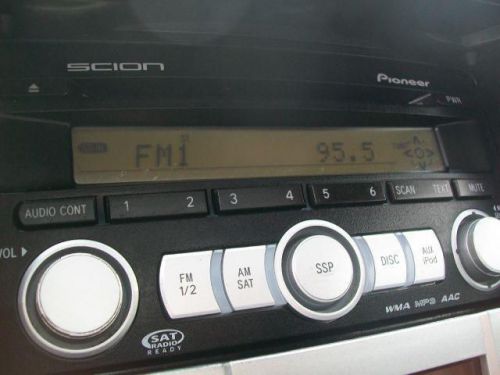 SCION
Pioneer
PWR
FM1 95.5
AUDIO CONT 1 2 3 4 5 6 SCAN TEXT MUTE
VOL
FM 1/2
AM SAT
SSP
DISC
AUX iPod
WMA MP3 AAC
SAT
RADIO
READY